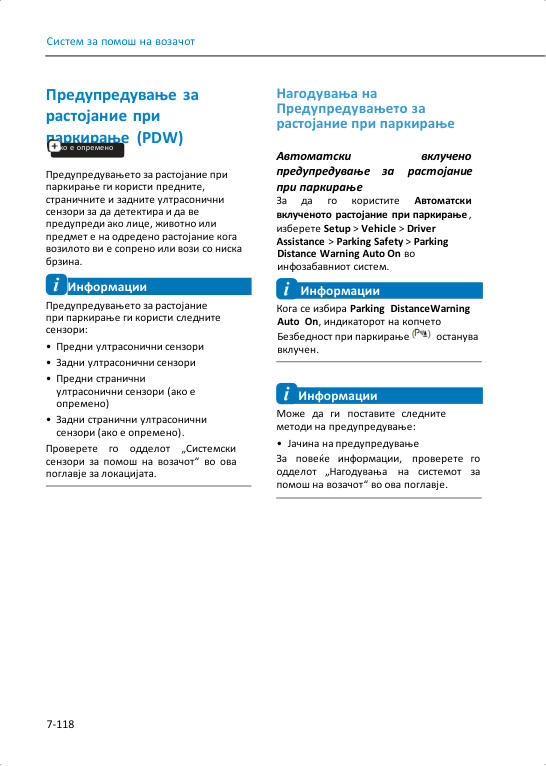 Систем за помош на возачот
Предупредување за
растојание при
паркирање (PDW)
ко е опремено
Предупредувањето за растојание при
паркирање ги користи предните,
страничните и задните ултрасонични
сензори за да детектира и да ве
предупреди ако лице, животно или
предмет е на одредено растојание кога
возилото ви е сопрено или вози со ниска
брзина.
i Информации
Предупредувањето за растојание
при паркирање ги користи следните
сензори:
• Предни ултрасонични сензори
• Задни ултрасонични сензори
• Предни странични
ултрасонични сензори (ако е
опремено)
• Задни странични ултрасонични
сензори (ако е опремено).
Проверете го одделот „Системски
сензори за помош на возачот“ во ова
поглавје за локацијата.
Нагодувања на
Предупредувањето за
растојание при паркирање
Автоматски вклучено
предупредување за растојание
при паркирање
За да го користите Автоматски
вклученото растојание при паркирање,
изберете Setup > Vehicle > Driver
Assistance > Parking Safety > Parking
Distance Warning Auto On во
инфозабавниот систем.
i Информации
Кога се избира Parking DistanceWarning
Auto On, индикаторот на копчето
Безбедност при паркирање (P) останува
вклучен.
i Информации
Може да ги поставите следните
методи на предупредување:
• Јачина на предупредување
За повеќе информации, проверете го
одделот „Нагодувања на системот за
помош на возачот“ во ова поглавје.
7-118